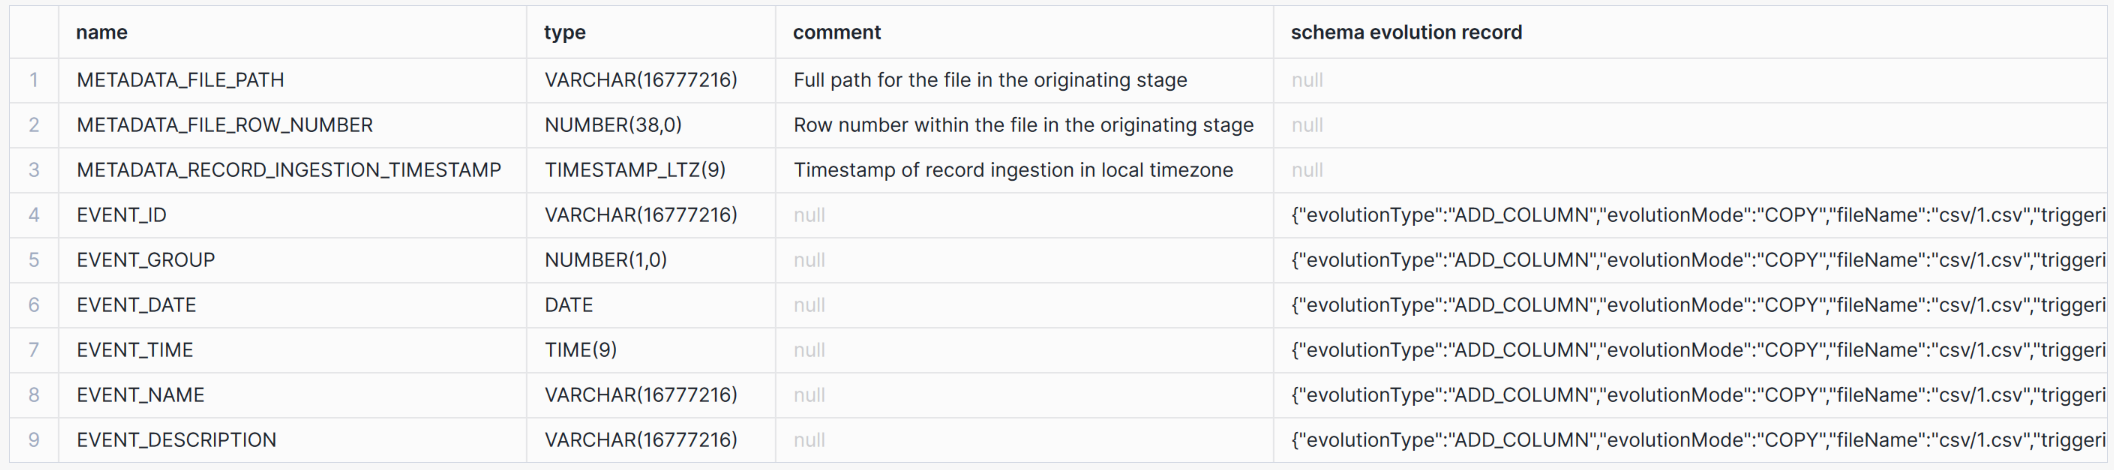 name type comment schema evolution record
1 METADATA_FILE_PATH VARCHAR(16777216) Full path for the file in the originating stage null
2 METADATA_FILE_ROW_NUMBER NUMBER(38,0) Row number within the file in the originating stage null
3 METADATA_RECORD_INGESTION_TIMESTAMP TIMESTAMP_LTZ(9) Timestamp of record ingestion in local timezone null
4 EVENT_ID VARCHAR(16777216) null {"evolutionType":"ADD_COLUMN","evolutionMode":"COPY","fileName":"csv/1.csv","triggeri
5 EVENT_GROUP NUMBER(1,0) null {"evolutionType":"ADD_COLUMN","evolutionMode":"COPY","fileName":"csv/1.csv","triggeri
6 EVENT_DATE DATE null {"evolutionType":"ADD_COLUMN","evolutionMode":"COPY","fileName":"csv/1.csv","triggeri
7 EVENT_TIME TIME(9) null {"evolutionType":"ADD_COLUMN","evolutionMode":"COPY","fileName":"csv/1.csv","triggeri
8 EVENT_NAME VARCHAR(16777216) null {"evolutionType":"ADD_COLUMN","evolutionMode":"COPY","fileName":"csv/1.csv","triggeri
9 EVENT_DESCRIPTION VARCHAR(16777216) null {"evolutionType":"ADD_COLUMN","evolutionMode":"COPY","fileName":"csv/1.csv","triggeri